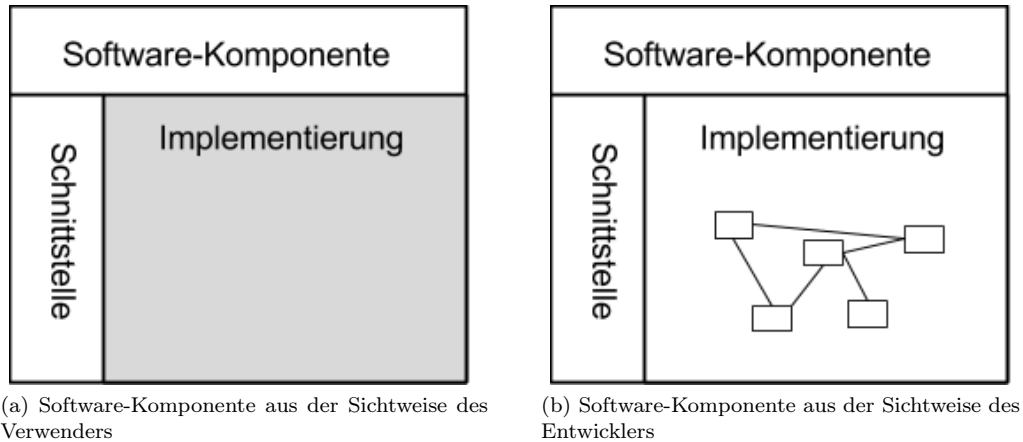 Software-Komponente
Implementierung
Schnittstelle
(a) Software-Komponente aus der Sichtweise des
Verwenders
Software-Komponente
Implementierung
Schnittstelle
(b) Software-Komponente aus der Sichtweise des
Entwicklers